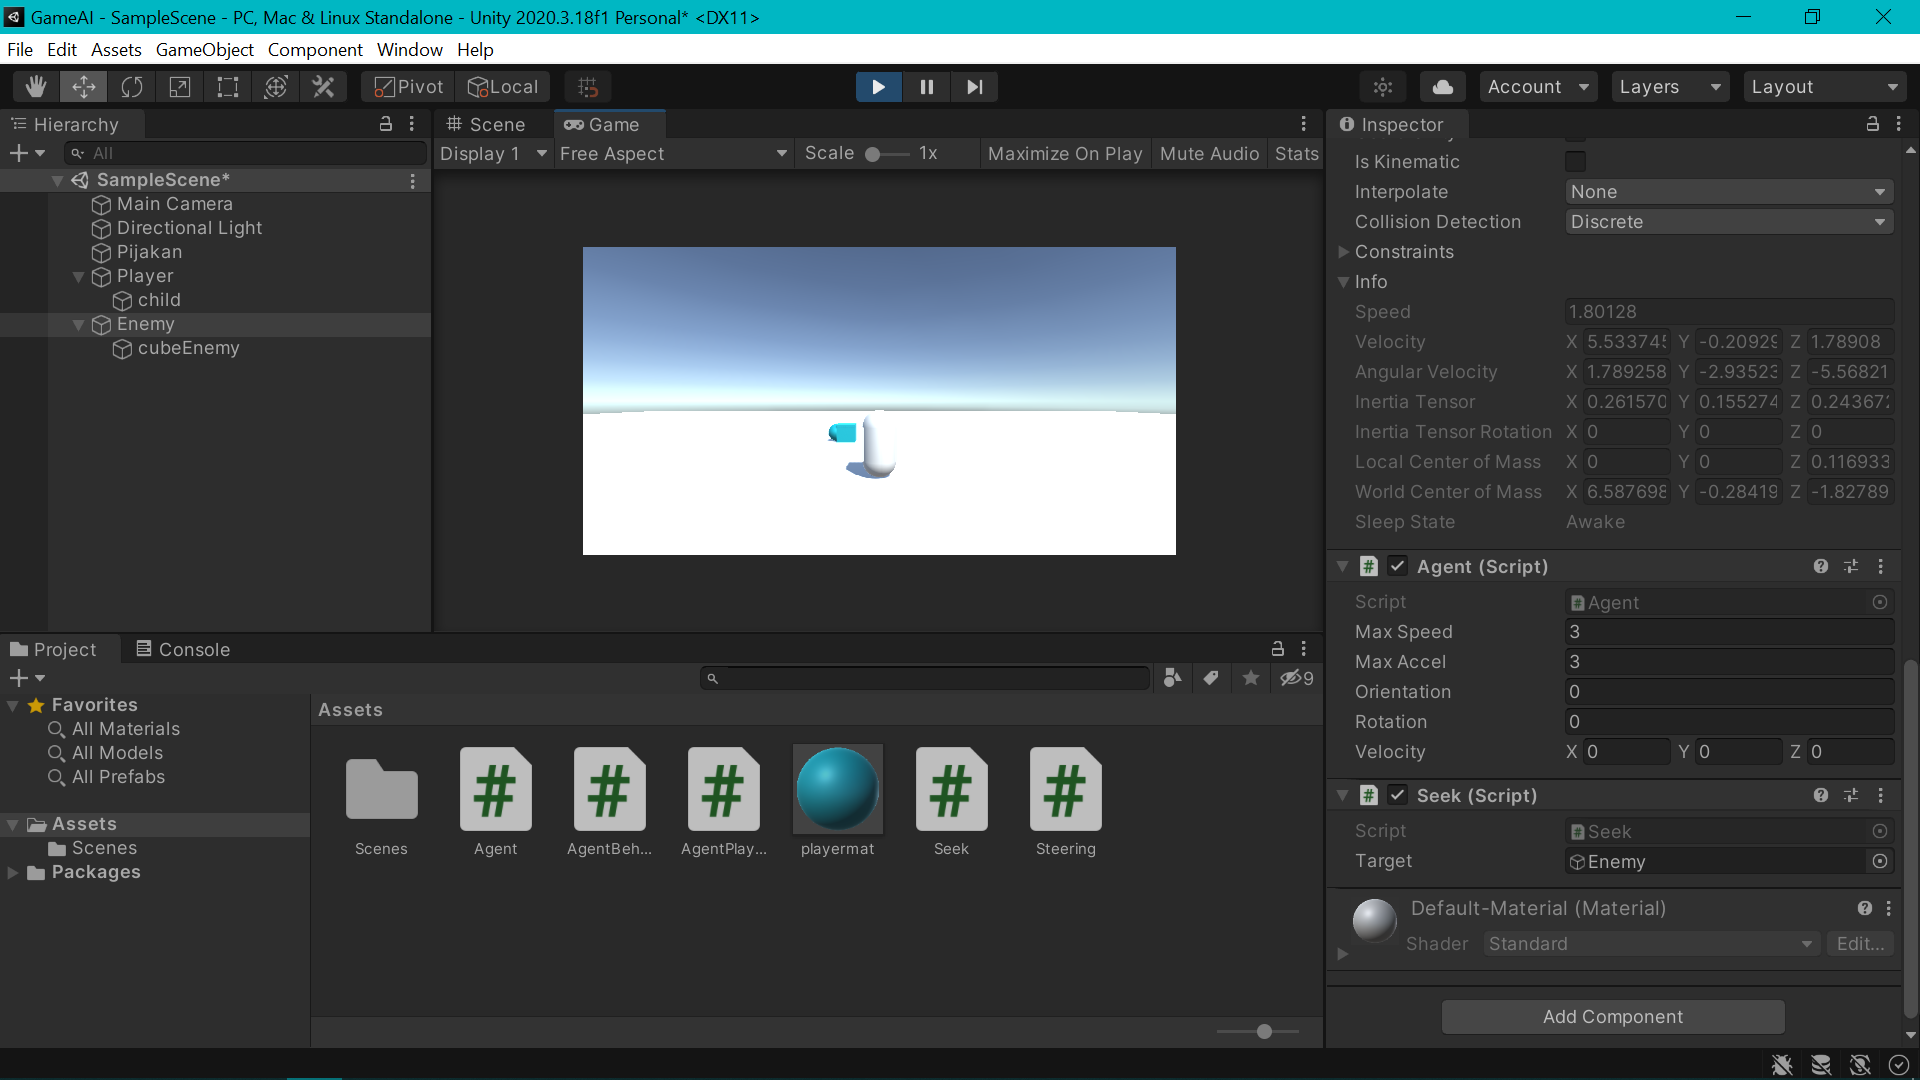 GameAI - SampleScene - PC, Mac & Linux Standalone - Unity 2020.3.18f1 Personal* <DX11>
File Edit Assets GameObject Component Window Help
Pivot Local Account Layers Layout
Hierarchy
All
SampleScene*
Main Camera
Directional Light
Pijakan
Player
child
Enemy
cubeEnemy
Scene Game
Display 1 Free Aspect Scale 1x Maximize On Play Mute Audio Stats
Inspector
Is Kinematic
Interpolate None
Collision Detection Discrete
Constraints
Info
Speed 1.80128
Velocity X 5.533745 Y -0.20929 Z 1.78908
Angular Velocity X 1.789258 Y -2.93523 Z -5.56821
Inertia Tensor X 0.261570 Y 0.155274 Z 0.243672
Inertia Tensor Rotation X 0 Y 0 Z 0
Local Center of Mass X 0 Y 0 Z 0.116933
World Center of Mass X 6.587698 Y -0.28419 Z -1.82789
Sleep State Awake
# Agent (Script)
Script # Agent
Max Speed 3
Max Accel 3
Orientation 0
Rotation 0
Velocity X 0 Y 0 Z 0
# Seek (Script)
Script # Seek
Target Enemy
Default-Material (Material)
Shader Standard Edit...
Add Component
Project Console
9
Favorites
All Materials
All Models
All Prefabs
Assets
Scenes
Packages
Assets
# # # # #
Scenes Agent AgentBeh... AgentPlay... playermat Seek Steering